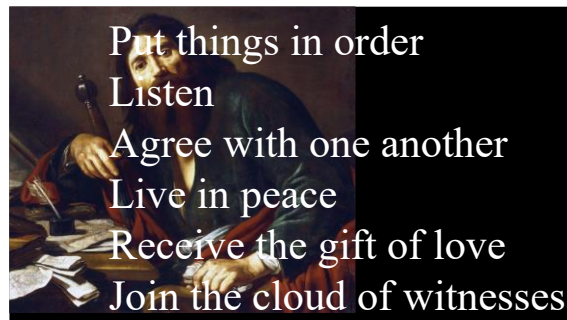 Put things in order
Listen
Agree with one another
Live in peace
Receive the gift of love
Join the cloud of witnesses